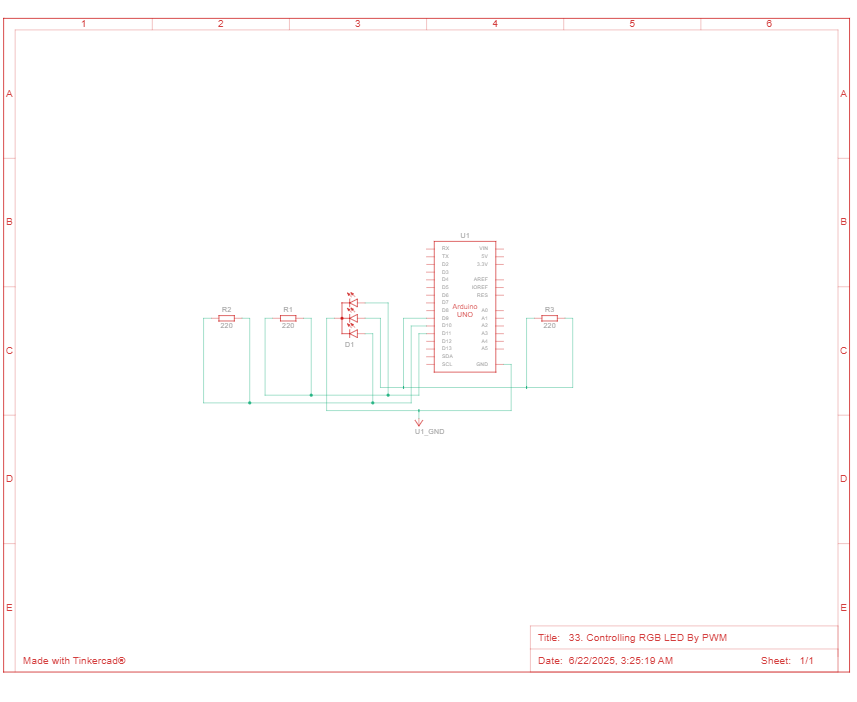 1 2 3 4 5 6
A A
B B
U1
RX VIN
TX 5V
D2 3.3V
D3
D4 AREF
D5 IOREF
D6 RES
D7
D8 A0
D9 A1
D10 A2
D11 A3
D12 A4
D13 A5
SDA
SCL GND
Arduino
UNO
R2 R1 R3
220 220 220
D1
C C
U1_GND
D D
E E
Title: 33. Controlling RGB LED By PWM
Made with Tinkercad® Date: 6/22/2025, 3:25:19 AM Sheet: 1/1